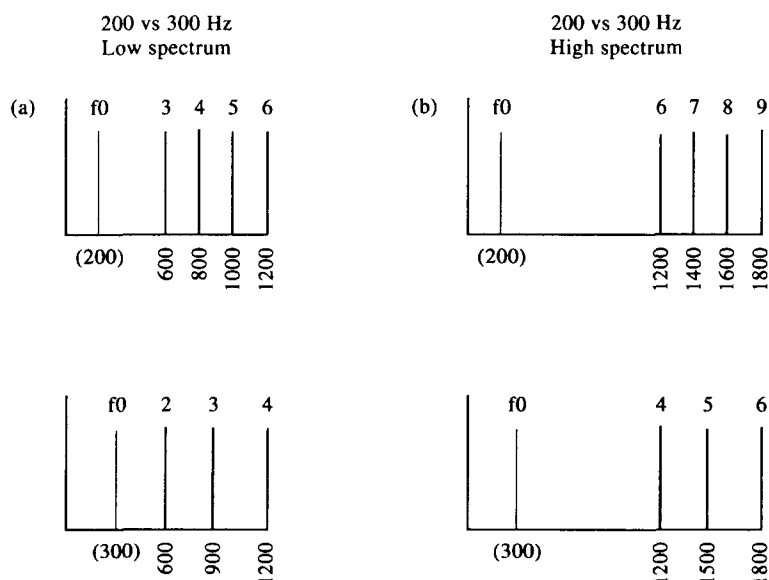 200 vs 300 Hz
Low spectrum
200 vs 300 Hz
High spectrum
(a)
f0 3 4 5 6
(200) 600 800 1000 1200
(b)
f0 6 7 8 9
(200) 1200 1400 1600 1800
f0 2 3 4
(300) 600 900 1200
f0 4 5 6
(300) 1200 1500 1800